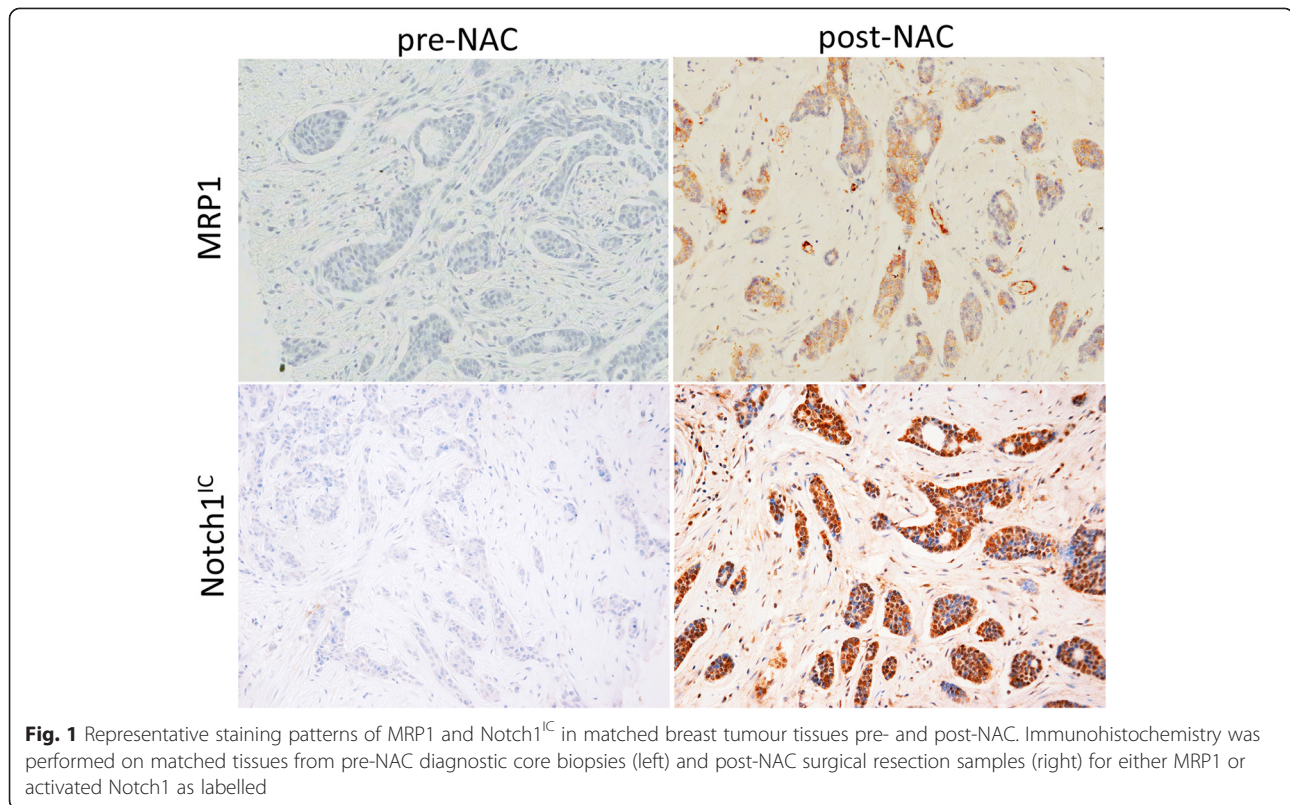 pre-NAC
post-NAC
MRP1
Notch1^IC
Fig. 1 Representative staining patterns of MRP1 and Notch1^IC in matched breast tumour tissues pre- and post-NAC. Immunohistochemistry was
performed on matched tissues from pre-NAC diagnostic core biopsies (left) and post-NAC surgical resection samples (right) for either MRP1 or
activated Notch1 as labelled